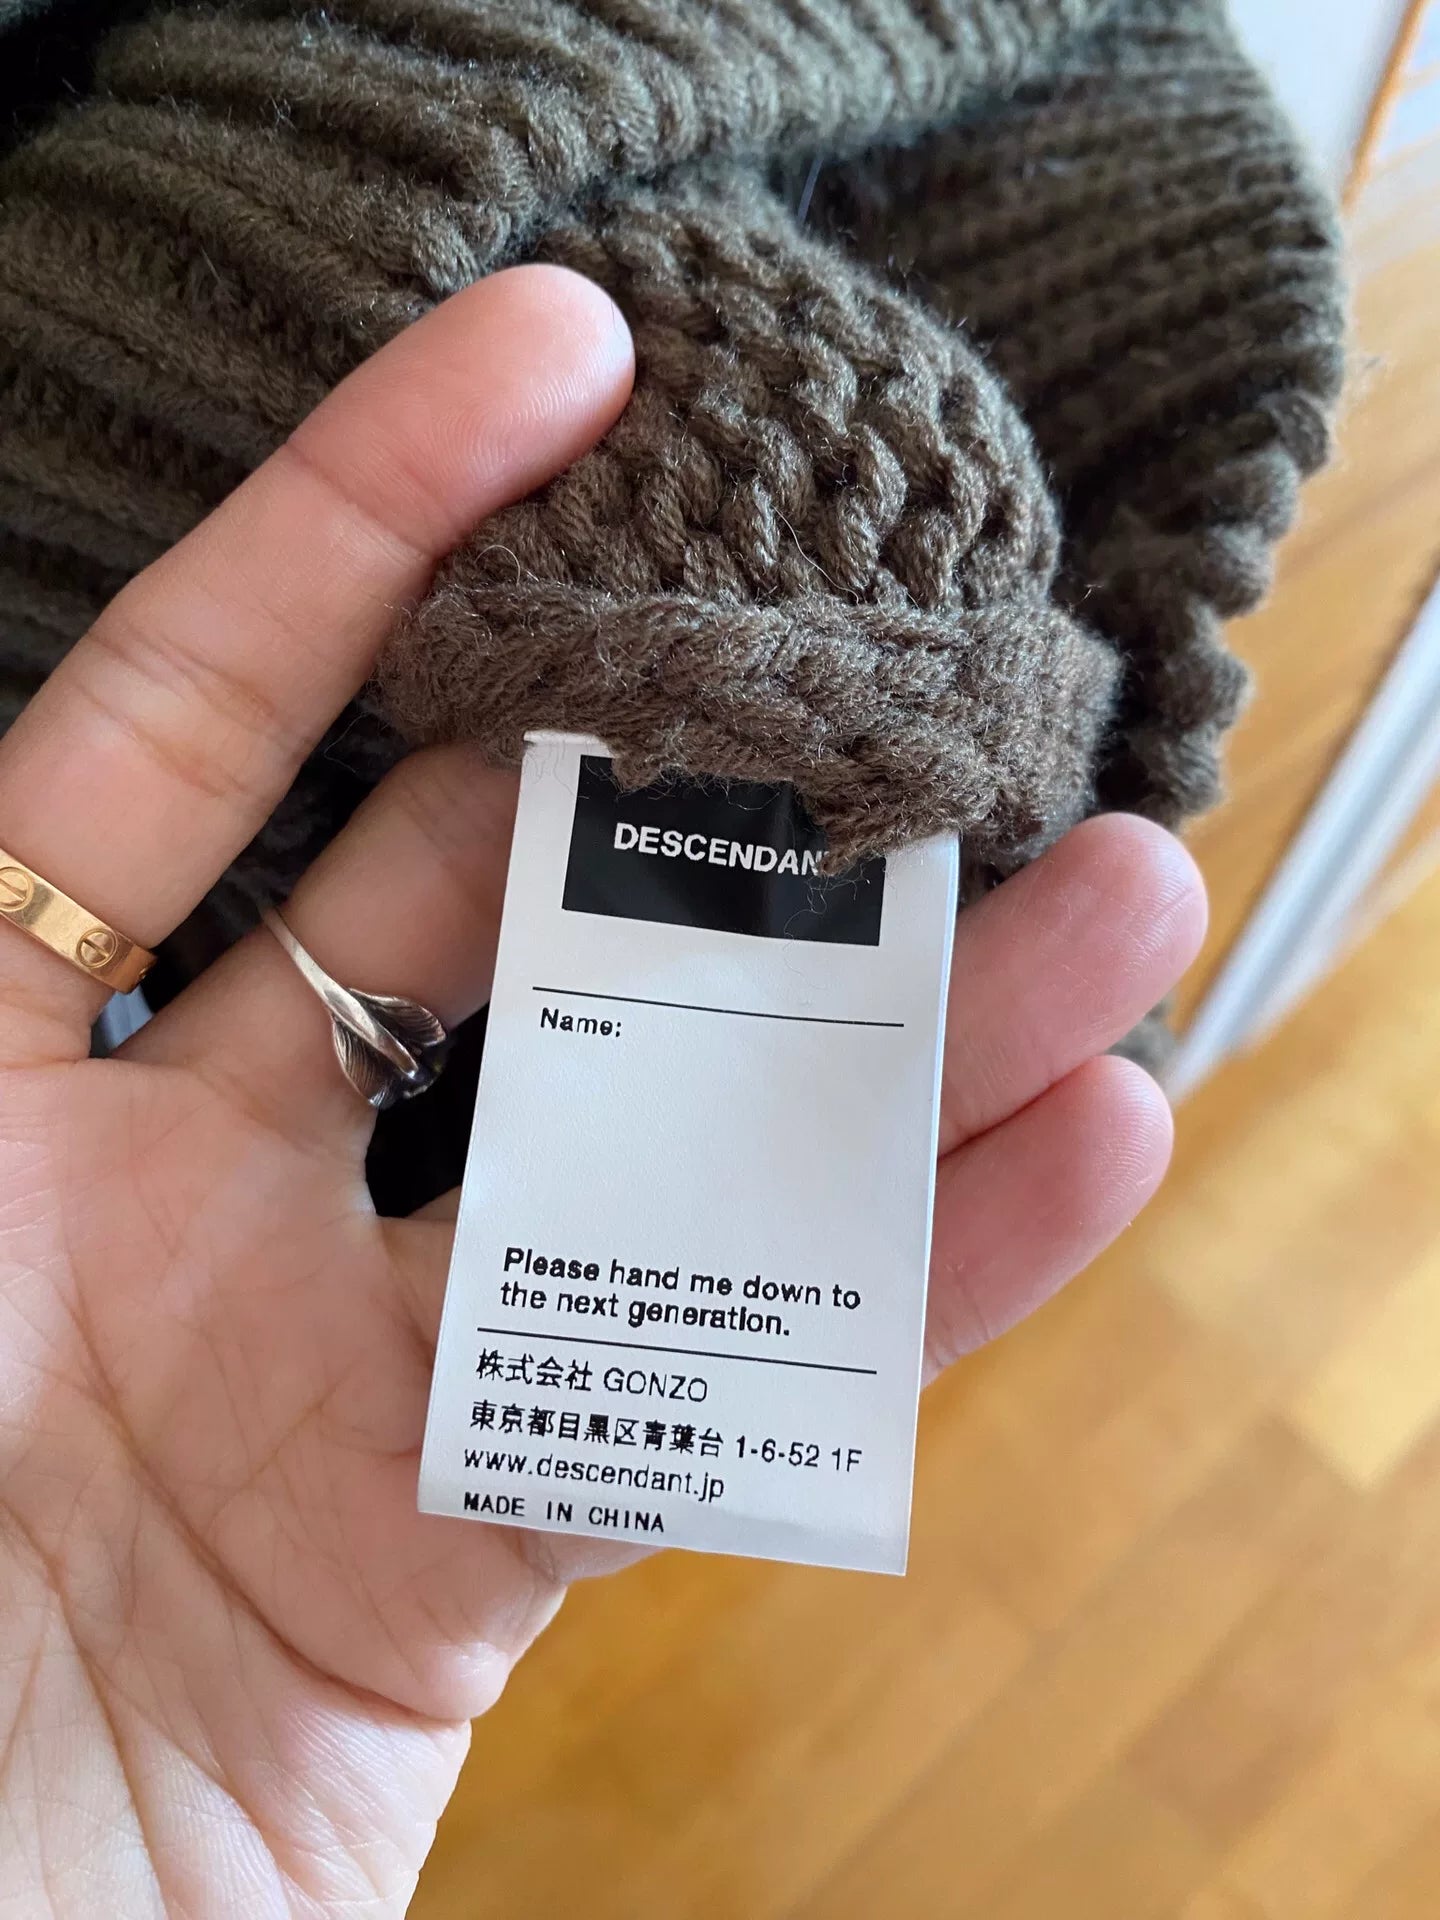 DESCENDANT
Name:
Please hand me down to
the next generation.
株式会社 GONZO
東京都目黒区青葉台 1-6-52 1F
www.descendant.jp
MADE IN CHINA